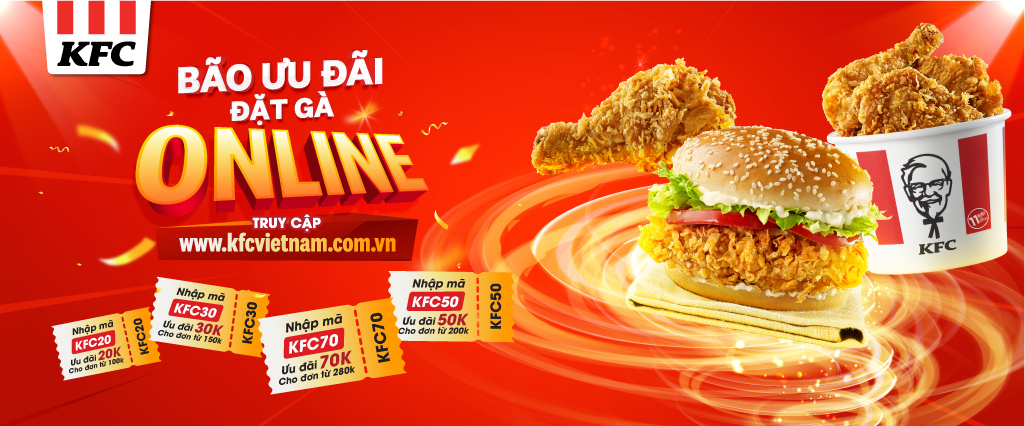 KFC
BÃO ƯU ĐÃI
ĐẶT GÀ
ONLINE
TRUY CẬP
www.kfcvietnam.com.vn
Nhập mã
KFC20
Ưu đãi 20K
Cho đơn từ 100k
KFC20
Nhập mã
KFC30
Ưu đãi 30K
Cho đơn từ 150k
KFC30
Nhập mã
KFC70
Ưu đãi 70K
Cho đơn từ 280k
KFC70
Nhập mã
KFC50
Ưu đãi 50K
Cho đơn từ 200k
KFC50
KFC
11